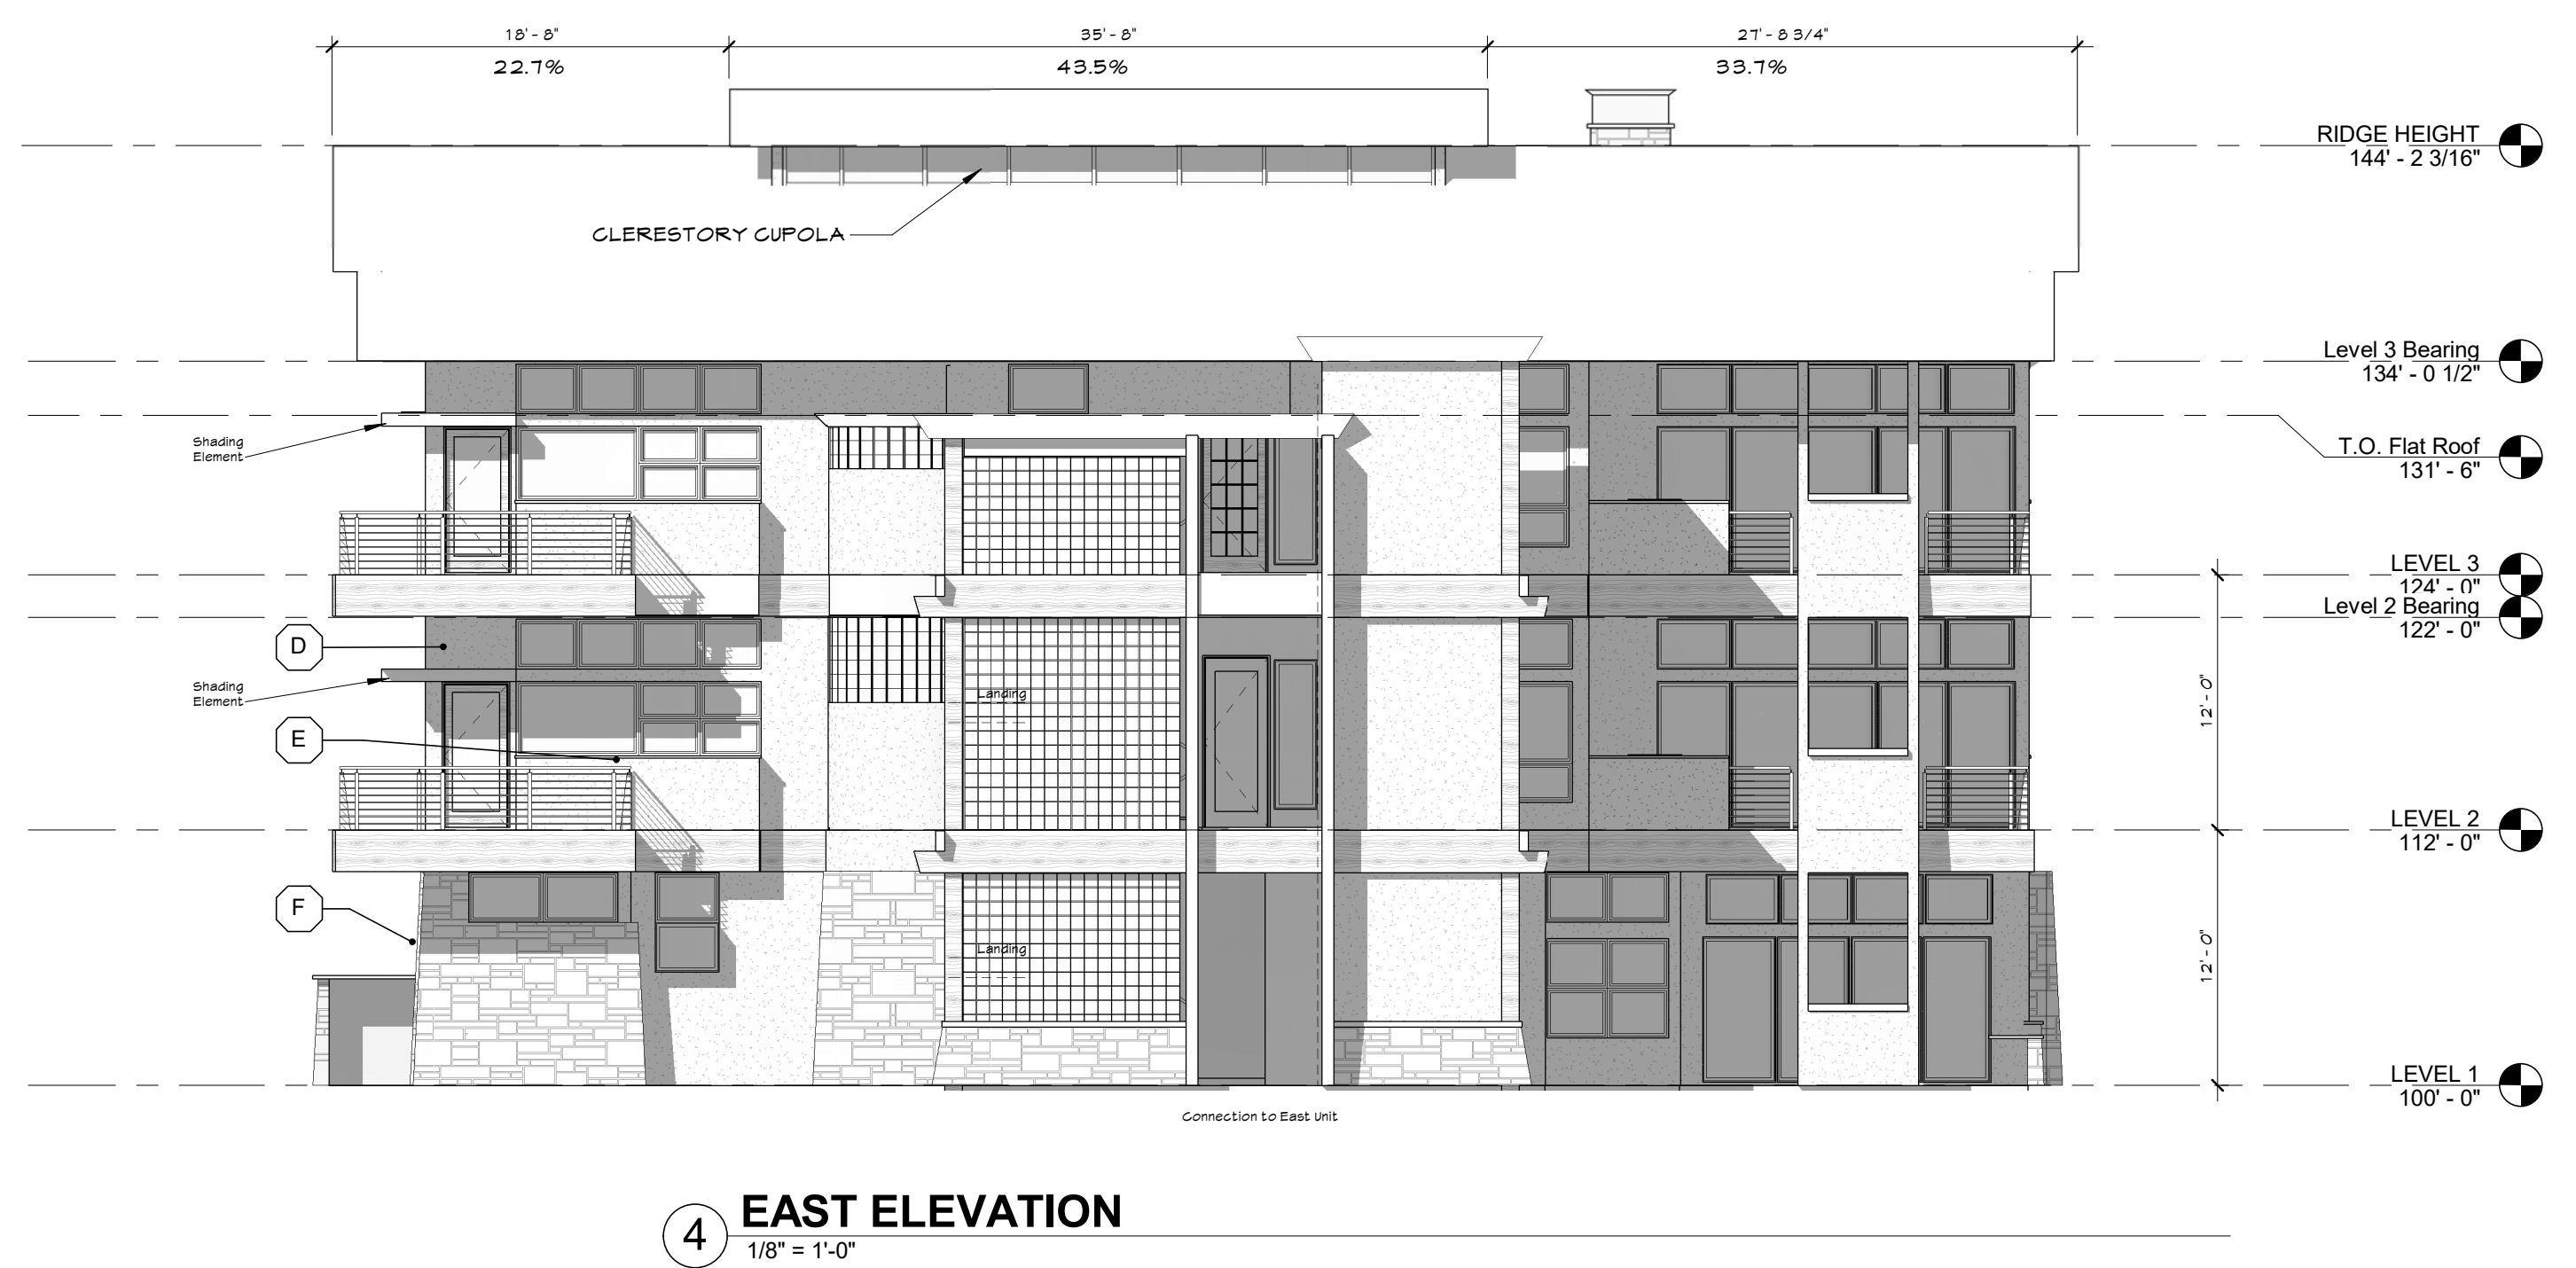 18' - 8"
35' - 8"
27' - 8 3/4"
22.7%
43.5%
33.7%
RIDGE HEIGHT
144' - 2 3/16"
CLERESTORY CUPOLA
Level 3 Bearing
134' - 0 1/2"
Shading
Element
T.O. Flat Roof
131' - 6"
LEVEL 3
124' - 0"
Level 2 Bearing
122' - 0"
D
Shading
Element
Landing
12' - 0"
E
LEVEL 2
112' - 0"
F
Landing
12' - 0"
LEVEL 1
100' - 0"
Connection to East Unit
4
EAST ELEVATION
1/8" = 1'-0"